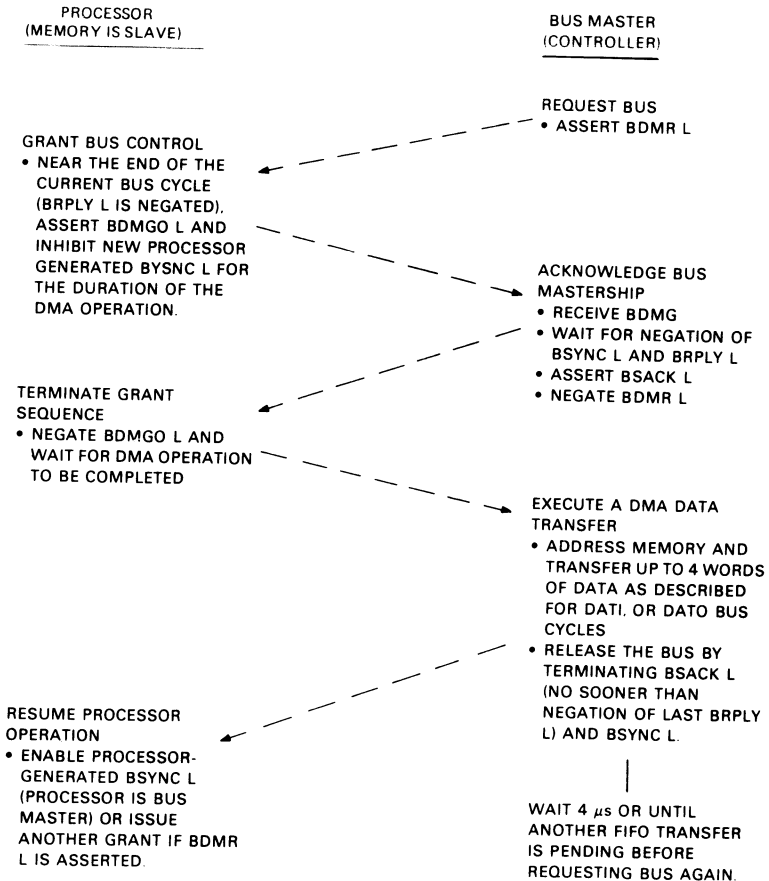 PROCESSOR
(MEMORY IS SLAVE)
BUS MASTER
(CONTROLLER)
REQUEST BUS
• ASSERT BDMR L
GRANT BUS CONTROL
• NEAR THE END OF THE
CURRENT BUS CYCLE
(BRPLY L IS NEGATED),
ASSERT BDMGO L AND
INHIBIT NEW PROCESSOR
GENERATED BYSNC L FOR
THE DURATION OF THE
DMA OPERATION.
ACKNOWLEDGE BUS
MASTERSHIP
• RECEIVE BDMG
• WAIT FOR NEGATION OF
BSYNC L AND BRPLY L
• ASSERT BSACK L
• NEGATE BDMR L
TERMINATE GRANT
SEQUENCE
• NEGATE BDMGO L AND
WAIT FOR DMA OPERATION
TO BE COMPLETED
EXECUTE A DMA DATA
TRANSFER
• ADDRESS MEMORY AND
TRANSFER UP TO 4 WORDS
OF DATA AS DESCRIBED
FOR DATI, OR DATO BUS
CYCLES
• RELEASE THE BUS BY
TERMINATING BSACK L
(NO SOONER THAN
NEGATION OF LAST BRPLY
L) AND BSYNC L.
RESUME PROCESSOR
OPERATION
• ENABLE PROCESSOR-
GENERATED BSYNC L
(PROCESSOR IS BUS
MASTER) OR ISSUE
ANOTHER GRANT IF BDMR
L IS ASSERTED.
WAIT 4 µs OR UNTIL
ANOTHER FIFO TRANSFER
IS PENDING BEFORE
REQUESTING BUS AGAIN.